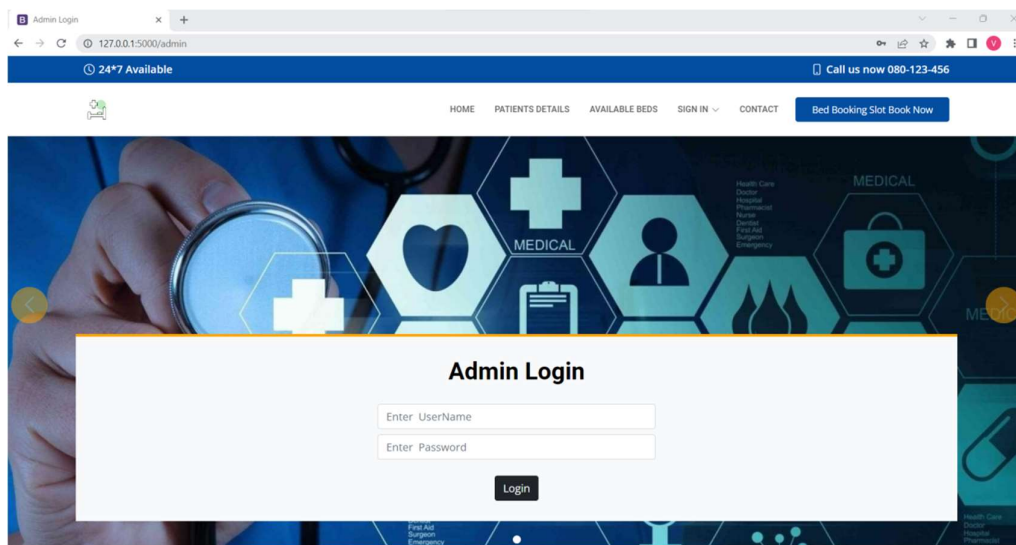 Admin Login
127.0.0.1:5000/admin
V
24*7 Available
Call us now 080-123-456
HOME PATIENTS DETAILS AVAILABLE BEDS SIGN IN CONTACT Bed Booking Slot Book Now
MEDICAL
Health Care
Doctor
Hospital
Pharmacist
Nurse
Dentist
First Aid
Surgeon
Emergency
MEDICAL
MEDIC
Admin Login
Enter UserName
Enter Password
Login
First Aid
Surgeon
Emergency
Health Care
Doctor
Hospital
Pharmacist